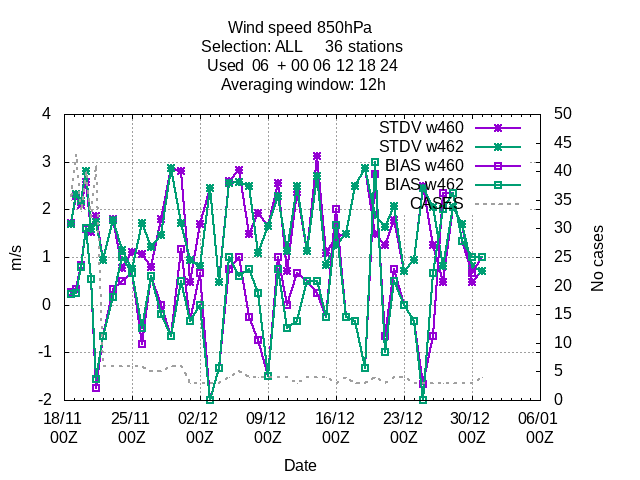 Wind speed 850hPa
Selection: ALL 36 stations
Used 06 + 00 06 12 18 24
Averaging window: 12h
4 50
STDV w460
45
STDV w462
3 40
BIAS w460
BIAS w462
35
CASES
2
30
1 25
m/s
No cases
20
0
15
-1 10
5
-2 0
18/11 25/11 02/12 09/12 16/12 23/12 30/12 06/01
00Z 00Z 00Z 00Z 00Z 00Z 00Z 00Z
Date